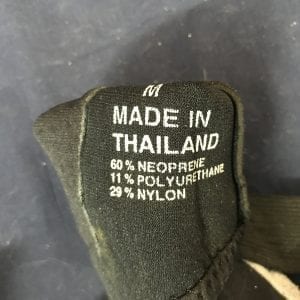 M
MADE IN
THAILAND
60% NEOPRENE
11% POLYURETHANE
29% NYLON